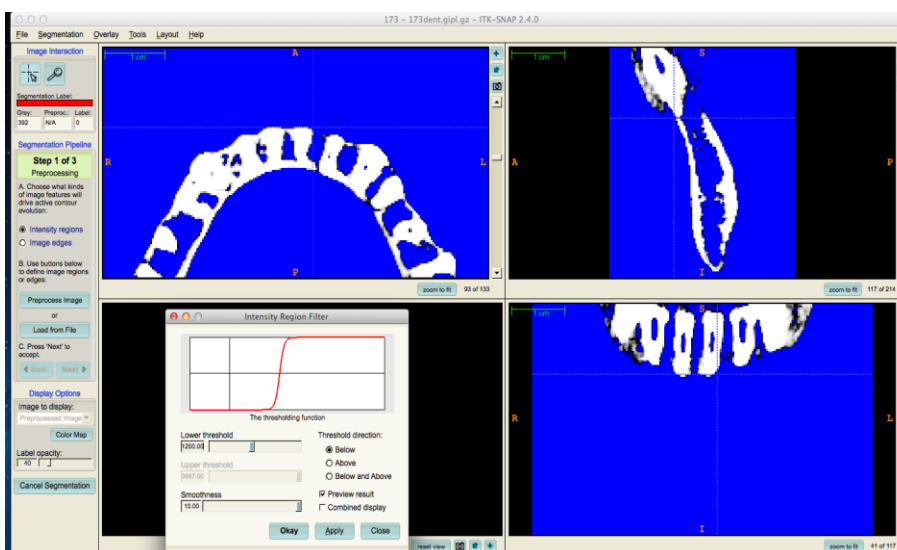 173 - 173dent.gipl.gz - ITK-SNAP 2.4.0
File Segmentation Overlay Tools Layout Help
Image Interaction
Segmentation Label:
Grey: Preproc.. Label:
392 N/A 0
Segmentation Pipeline
Step 1 of 3
Preprocessing
A. Choose what kinds
of image features will
drive active contour
evolution:
Intensity regions
Image edges
B. Use buttons below
to define image regions
or edges:
Preprocess Image
or
Load from File
C. Press 'Next' to
accept.
Back Next
Display Options
Image to display:
Preprocessed Image
Color Map
Label opacity:
40
Cancel Segmentation
1 cm
A
R
L
P
zoom to fit 93 of 133
1 cm
S
A
P
I
zoom to fit 117 of 214
Intensity Region Filter
The thresholding function
Lower threshold
1250.00
Upper threshold
3687.00
Smoothness
10.00
Threshold direction:
Below
Above
Below and Above
Preview result
Combined display
Okay Apply Close
reset view
1 cm
S
R
L
I
zoom to fit 41 of 117